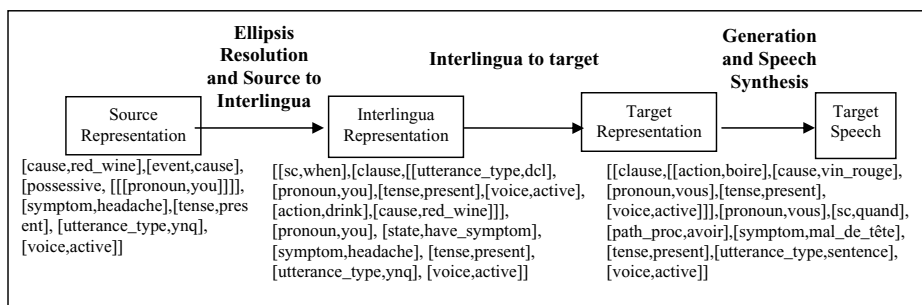 Ellipsis
Resolution
and Source to
Interlingua
Interlingua to target
Generation
and Speech
Synthesis
Source
Representation
Interlingua
Representation
Target
Representation
Target
Speech
[cause,red_wine],[event,cause],
[possessive, [[[pronoun,you]]]],
[symptom,headache],[tense,pres
ent], [utterance_type,ynq],
[voice,active]]
[[sc,when],[clause,[[utterance_type,dcl],
[pronoun,you],[tense,present],[voice,active],
[action,drink],[cause,red_wine]]],
[pronoun,you], [state,have_symptom],
[symptom,headache], [tense,present],
[utterance_type,ynq], [voice,active]]
[[clause,[[action,boire],[cause,vin_rouge],
[pronoun,vous],[tense,present],
[voice,active]]],[pronoun,vous],[sc,quand],
[path_proc,avoir],[symptom,mal_de_tête],
[tense,present],[utterance_type,sentence],
[voice,active]]